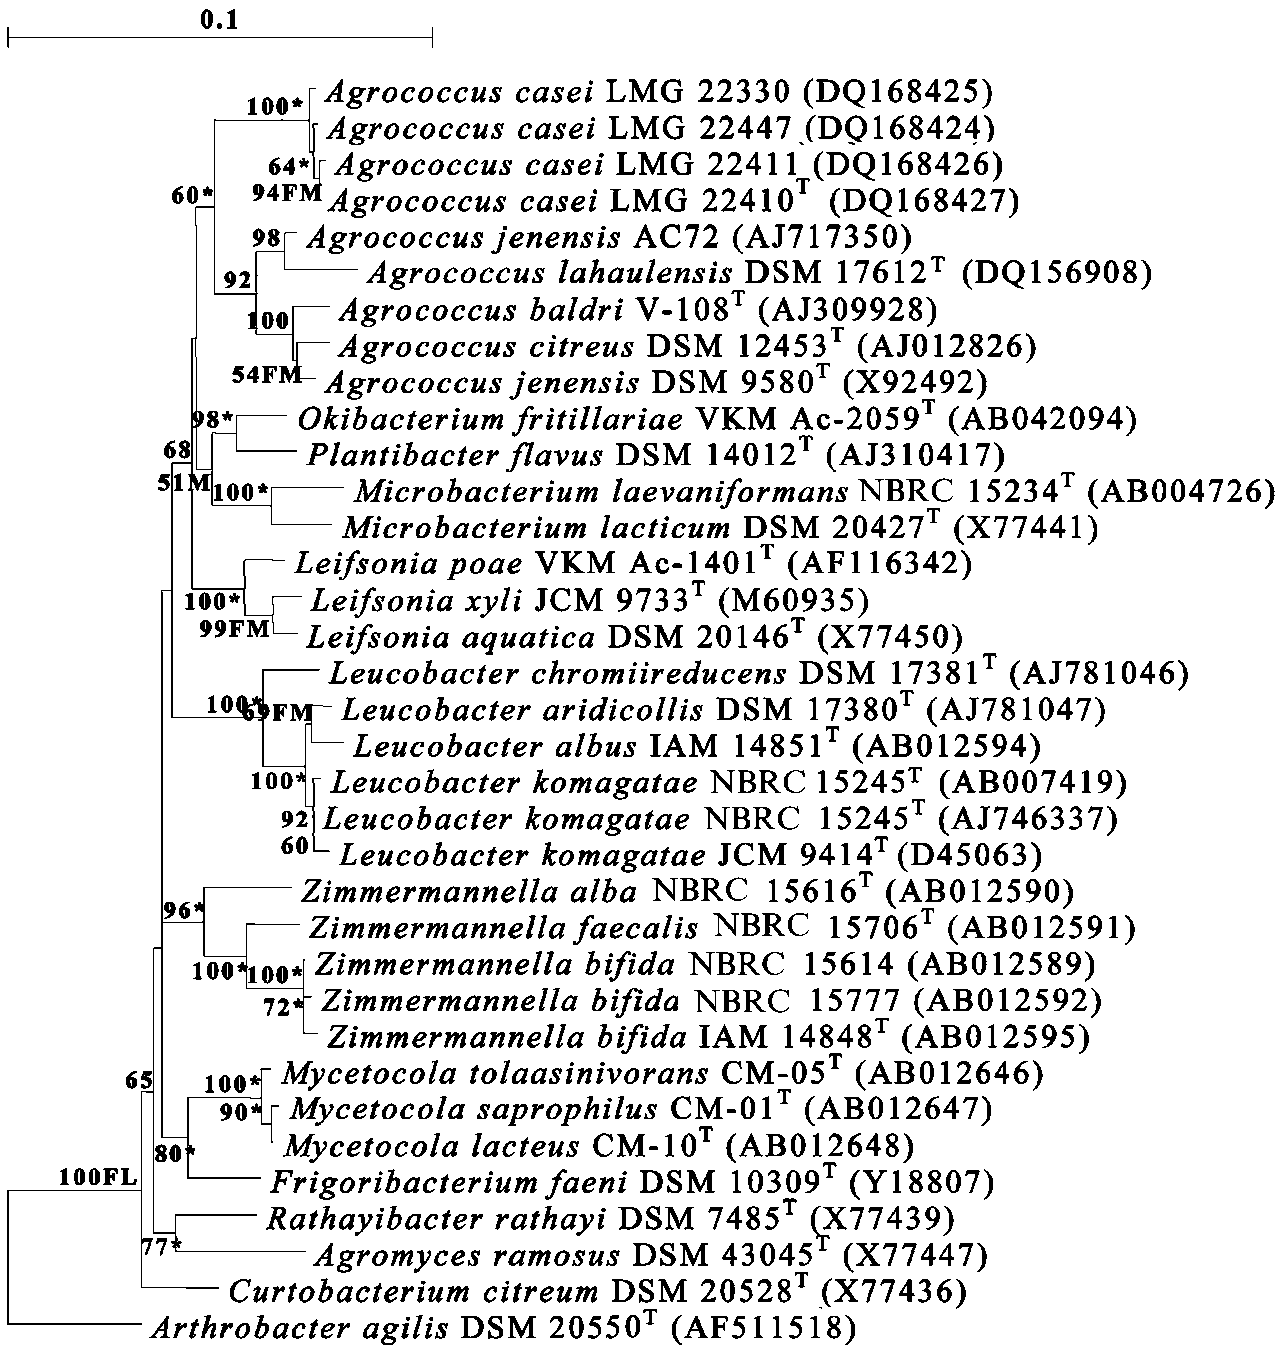 0.1
100* Agrococcus casei LMG 22330 (DQ168425)
Agrococcus casei LMG 22447 (DQ168424)
64* Agrococcus casei LMG 22411 (DQ168426)
94FM Agrococcus casei LMG 22410T (DQ168427)
60*
98 Agrococcus jenensis AC72 (AJ717350)
92 Agrococcus lahaulensis DSM 17612T (DQ156908)
Agrococcus baldri V-108T (AJ309928)
100
Agrococcus citreus DSM 12453T (AJ012826)
54FM Agrococcus jenensis DSM 9580T (X92492)
98* Okibacterium fritillariae VKM Ac-2059T (AB042094)
68 Plantibacter flavus DSM 14012T (AJ310417)
51M 100* Microbacterium laevaniformans NBRC 15234T (AB004726)
Microbacterium lacticum DSM 20427T (X77441)
Leifsonia poae VKM Ac-1401T (AF116342)
100* Leifsonia xyli JCM 9733T (M60935)
99FM Leifsonia aquatica DSM 20146T (X77450)
Leucobacter chromiireducens DSM 17381T (AJ781046)
100* 69FM Leucobacter aridicollis DSM 17380T (AJ781047)
Leucobacter albus IAM 14851T (AB012594)
100* Leucobacter komagatae NBRC 15245T (AB007419)
92 Leucobacter komagatae NBRC 15245T (AJ746337)
60 Leucobacter komagatae JCM 9414T (D45063)
Zimmermannella alba NBRC 15616T (AB012590)
96*
Zimmermannella faecalis NBRC 15706T (AB012591)
100* 100* Zimmermannella bifida NBRC 15614 (AB012589)
72* Zimmermannella bifida NBRC 15777 (AB012592)
Zimmermannella bifida IAM 14848T (AB012595)
65 100* Mycetocola tolaasinivorans CM-05T (AB012646)
90* Mycetocola saprophilus CM-01T (AB012647)
Mycetocola lacteus CM-10T (AB012648)
80*
100FL Frigoribacterium faeni DSM 10309T (Y18807)
Rathayibacter rathayi DSM 7485T (X77439)
77* Agromyces ramosus DSM 43045T (X77447)
Curtobacterium citreum DSM 20528T (X77436)
Arthrobacter agilis DSM 20550T (AF511518)